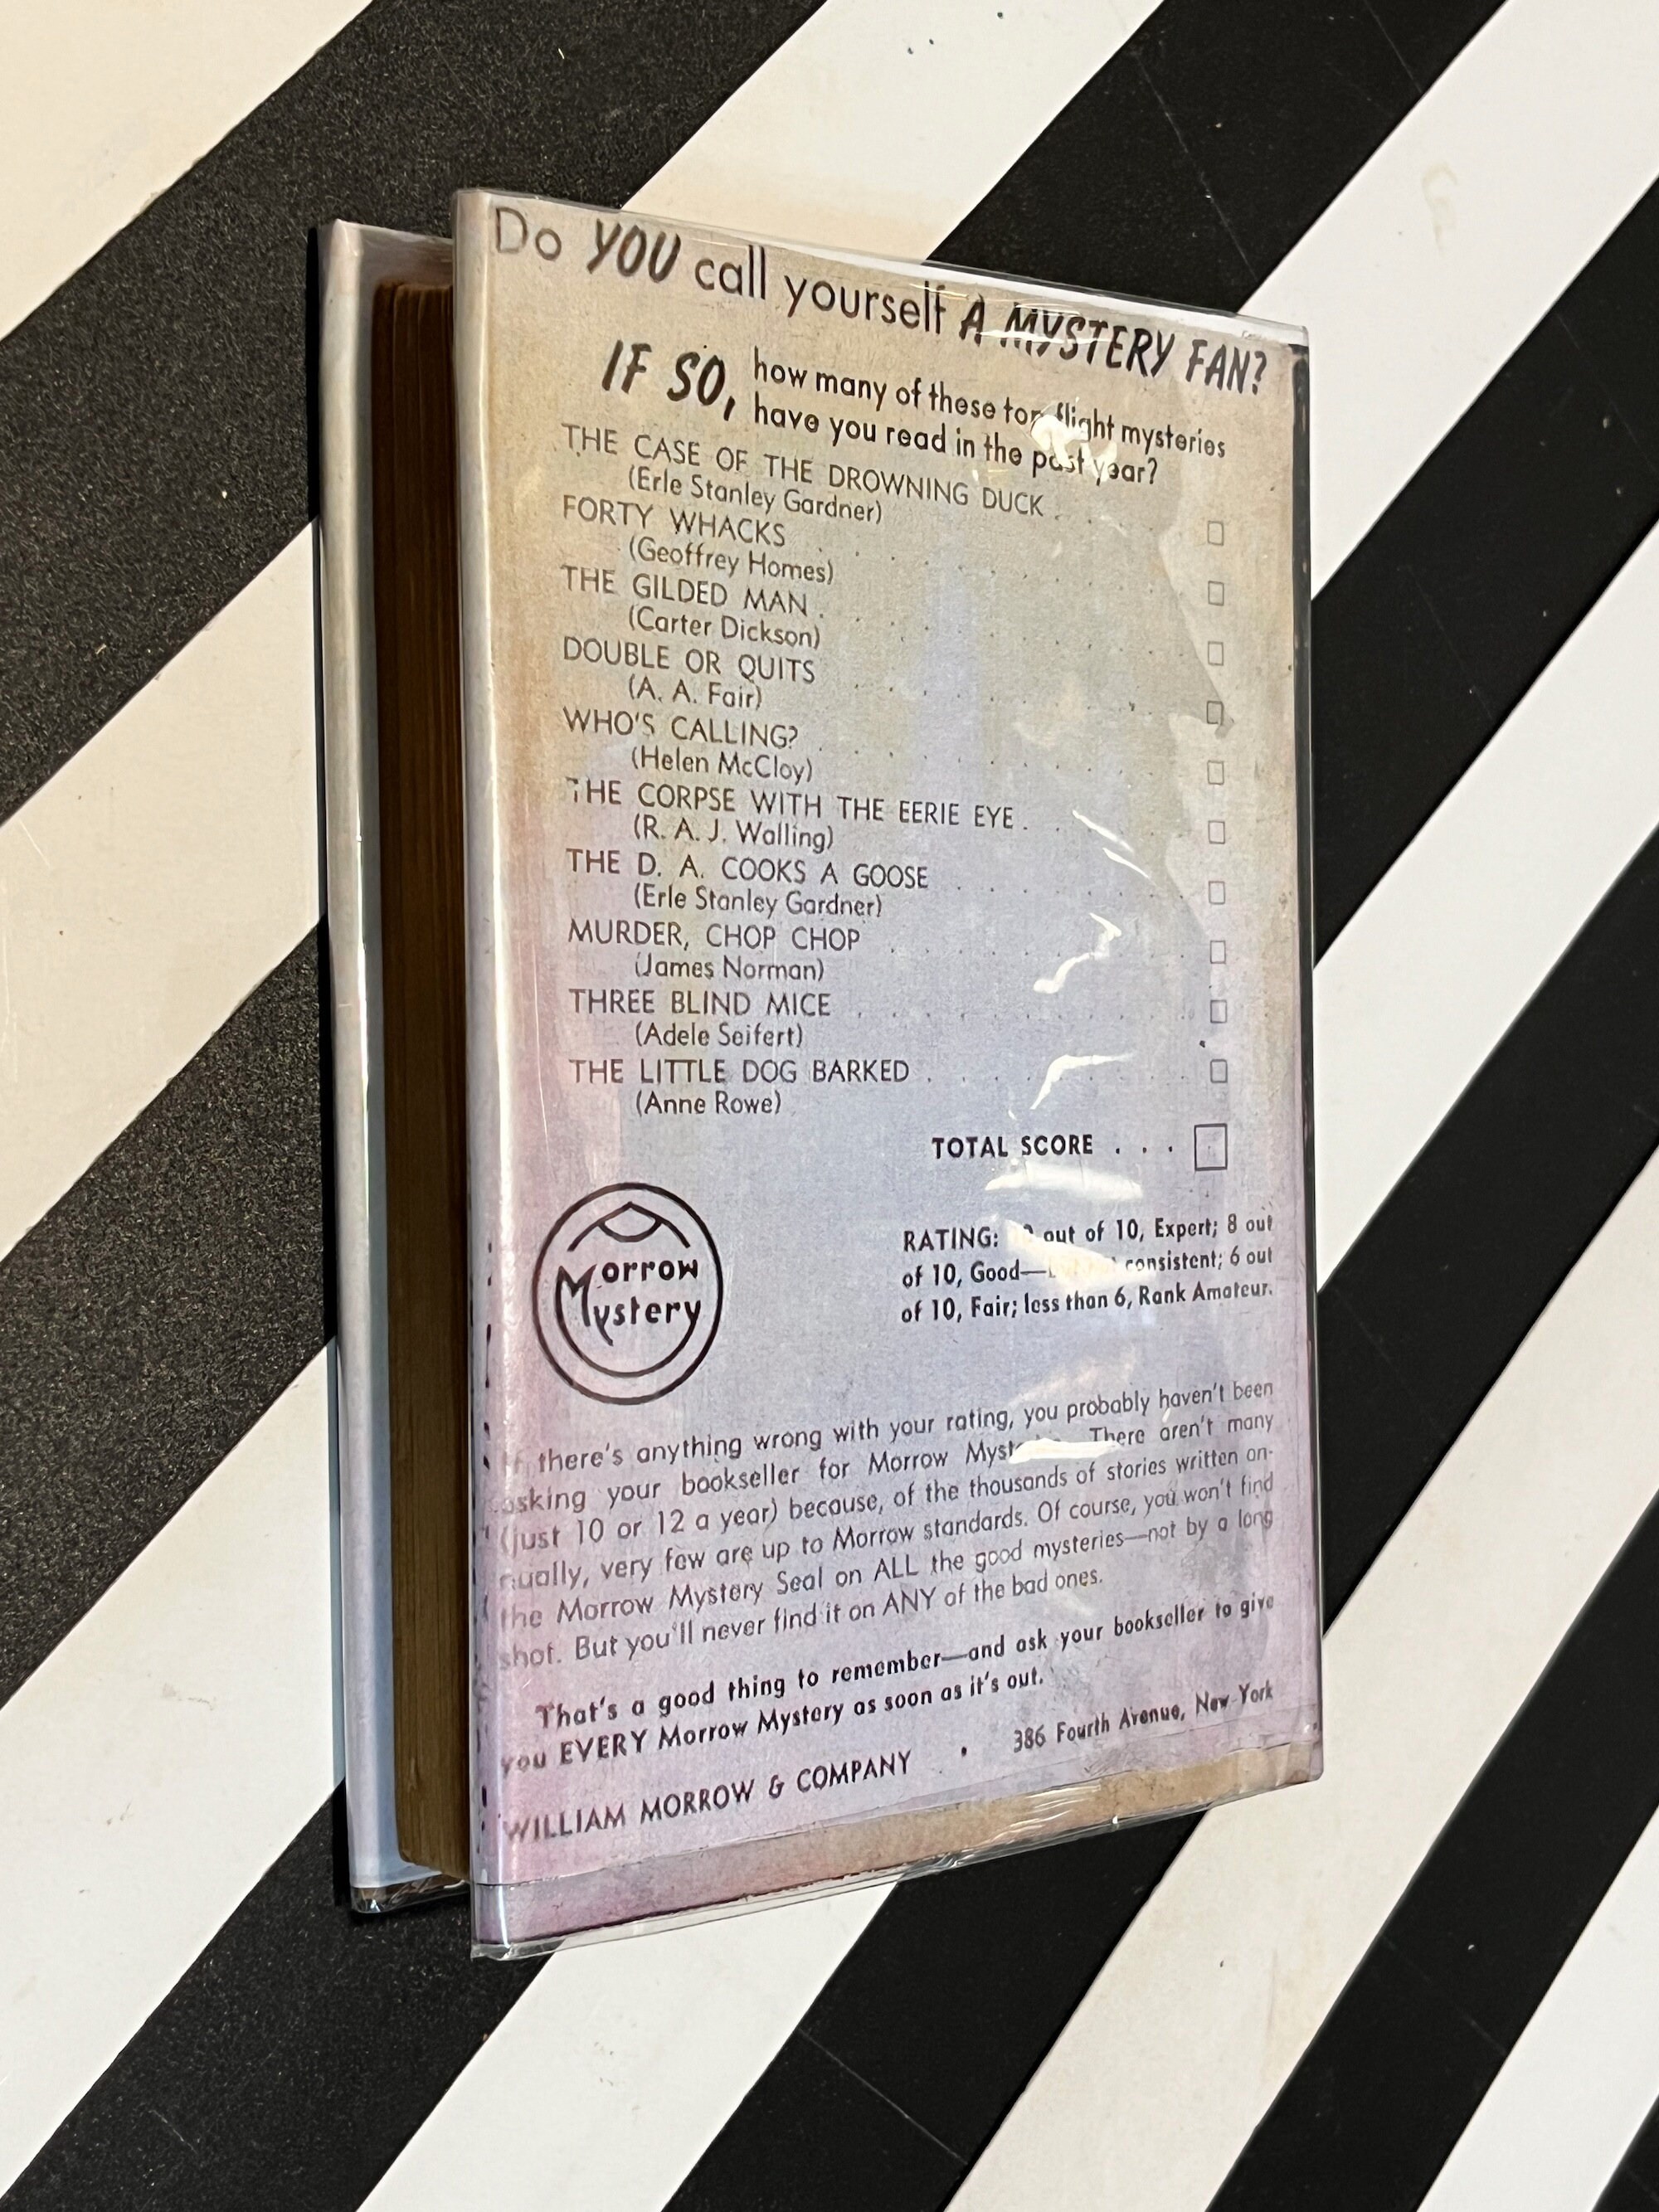 Do YOU call yourself A MYSTERY FAN?
IF SO, how many of these top flight mysteries
have you read in the past year?
THE CASE OF THE DROWNING DUCK . . .
(Erle Stanley Gardner)
FORTY WHACKS . . .
(Geoffrey Homes)
THE GILDED MAN . . .
(Carter Dickson)
DOUBLE OR QUITS . . .
(A. A. Fair)
WHO'S CALLING? . . .
(Helen McCloy)
THE CORPSE WITH THE EERIE EYE . . .
(R. A. J. Walling)
THE D. A. COOKS A GOOSE . . .
(Erle Stanley Gardner)
MURDER, CHOP CHOP . . .
(James Norman)
THREE BLIND MICE . . .
(Adele Seifert)
THE LITTLE DOG BARKED . . .
(Anne Rowe)
TOTAL SCORE . . .
Morrow
Mystery
RATING: out of 10, Expert; 8 out
of 10, Good— consistent; 6 out
of 10, Fair; less than 6, Rank Amateur.
If there's anything wrong with your rating, you probably haven't been
asking your bookseller for Morrow There aren't many
(just 10 or 12 a year) because, of the thousands of stories written an-
nually, very few are up to Morrow standards. Of course, you won't find
the Morrow Mystery Seal on ALL the good mysteries—not by a long
shot. But you'll never find it on ANY of the bad ones.
That's a good thing to remember—and ask your bookseller to give
you EVERY Morrow Mystery as soon as it's out.
WILLIAM MORROW & COMPANY • 386 Fourth Avenue, New York